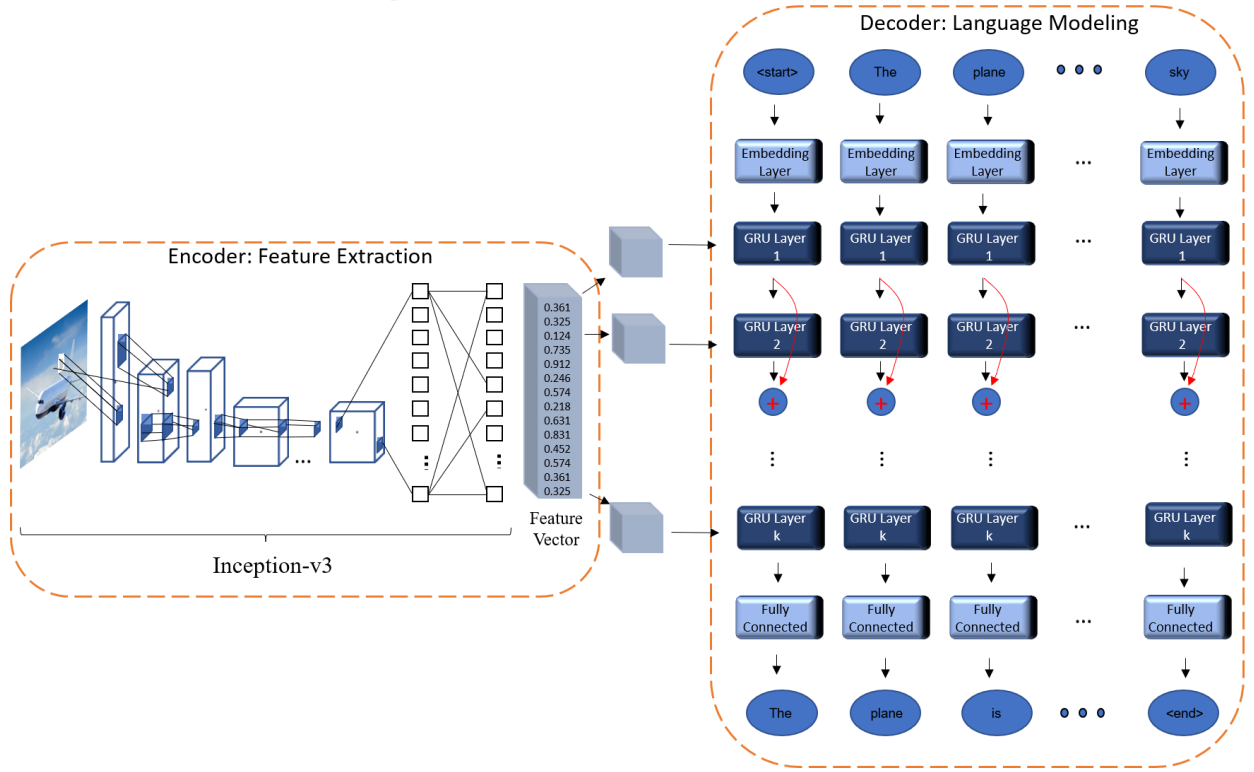 Decoder: Language Modeling
<start> The plane sky
Embedding Layer Embedding Layer Embedding Layer ... Embedding Layer
GRU Layer 1 GRU Layer 1 GRU Layer 1 ... GRU Layer 1
GRU Layer 2 GRU Layer 2 GRU Layer 2 ... GRU Layer 2
+ + + +
GRU Layer k GRU Layer k GRU Layer k ... GRU Layer k
Fully Connected Fully Connected Fully Connected ... Fully Connected
The plane is <end>
Encoder: Feature Extraction
...
0.361
0.325
0.124
0.735
0.912
0.246
0.574
0.218
0.631
0.831
0.452
0.574
0.361
0.325
Feature
Vector
Inception-v3